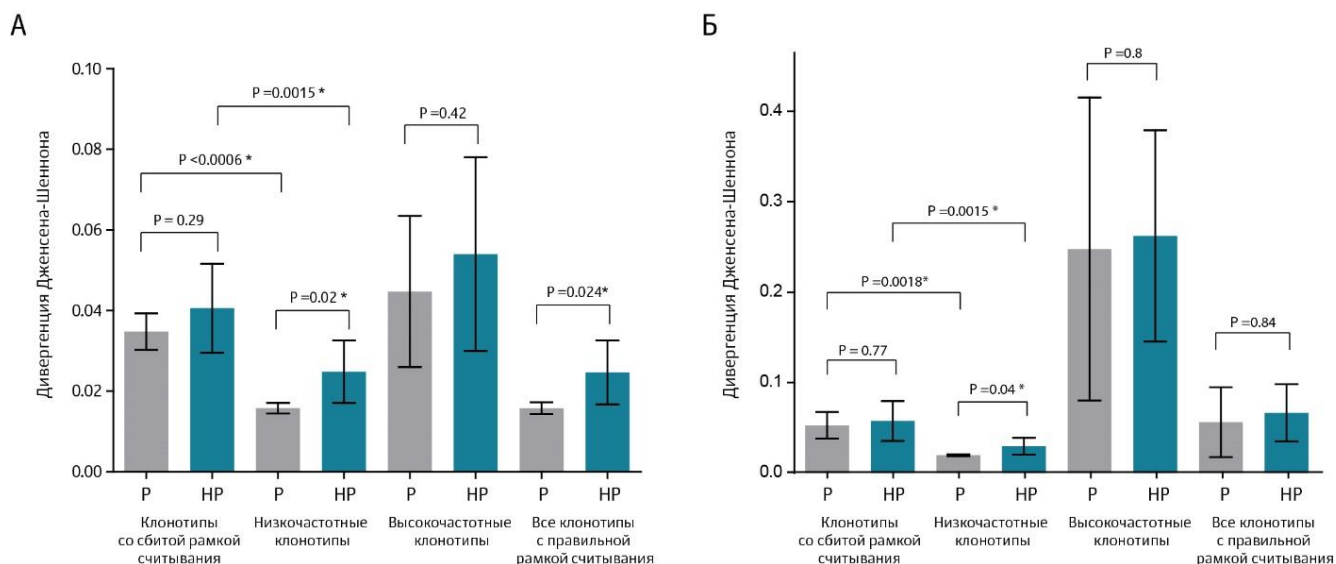 А
Дивергенция Дженсена-Шеннона
0.10
0.08
0.06
0.04
0.02
0.00
P =0.0015 *
P <0.0006 *
P = 0.29
P =0.02 *
P =0.42
P =0.024*
Р НР Р НР Р НР Р НР
Клонотипы
со сбитой рамкой
считывания
Низкочастотные
клонотипы
Высокочастотные
клонотипы
Все клонотипы
с правильной
рамкой считывания
Б
Дивергенция Дженсена-Шеннона
0.4
0.3
0.2
0.1
0.0
P =0.8
P =0.0015 *
P =0.0018*
P = 0.77
P =0.04 *
P =0.84
Р НР Р НР Р НР Р НР
Клонотипы
со сбитой рамкой
считывания
Низкочастотные
клонотипы
Высокочастотные
клонотипы
Все клонотипы
с правильной
рамкой считывания